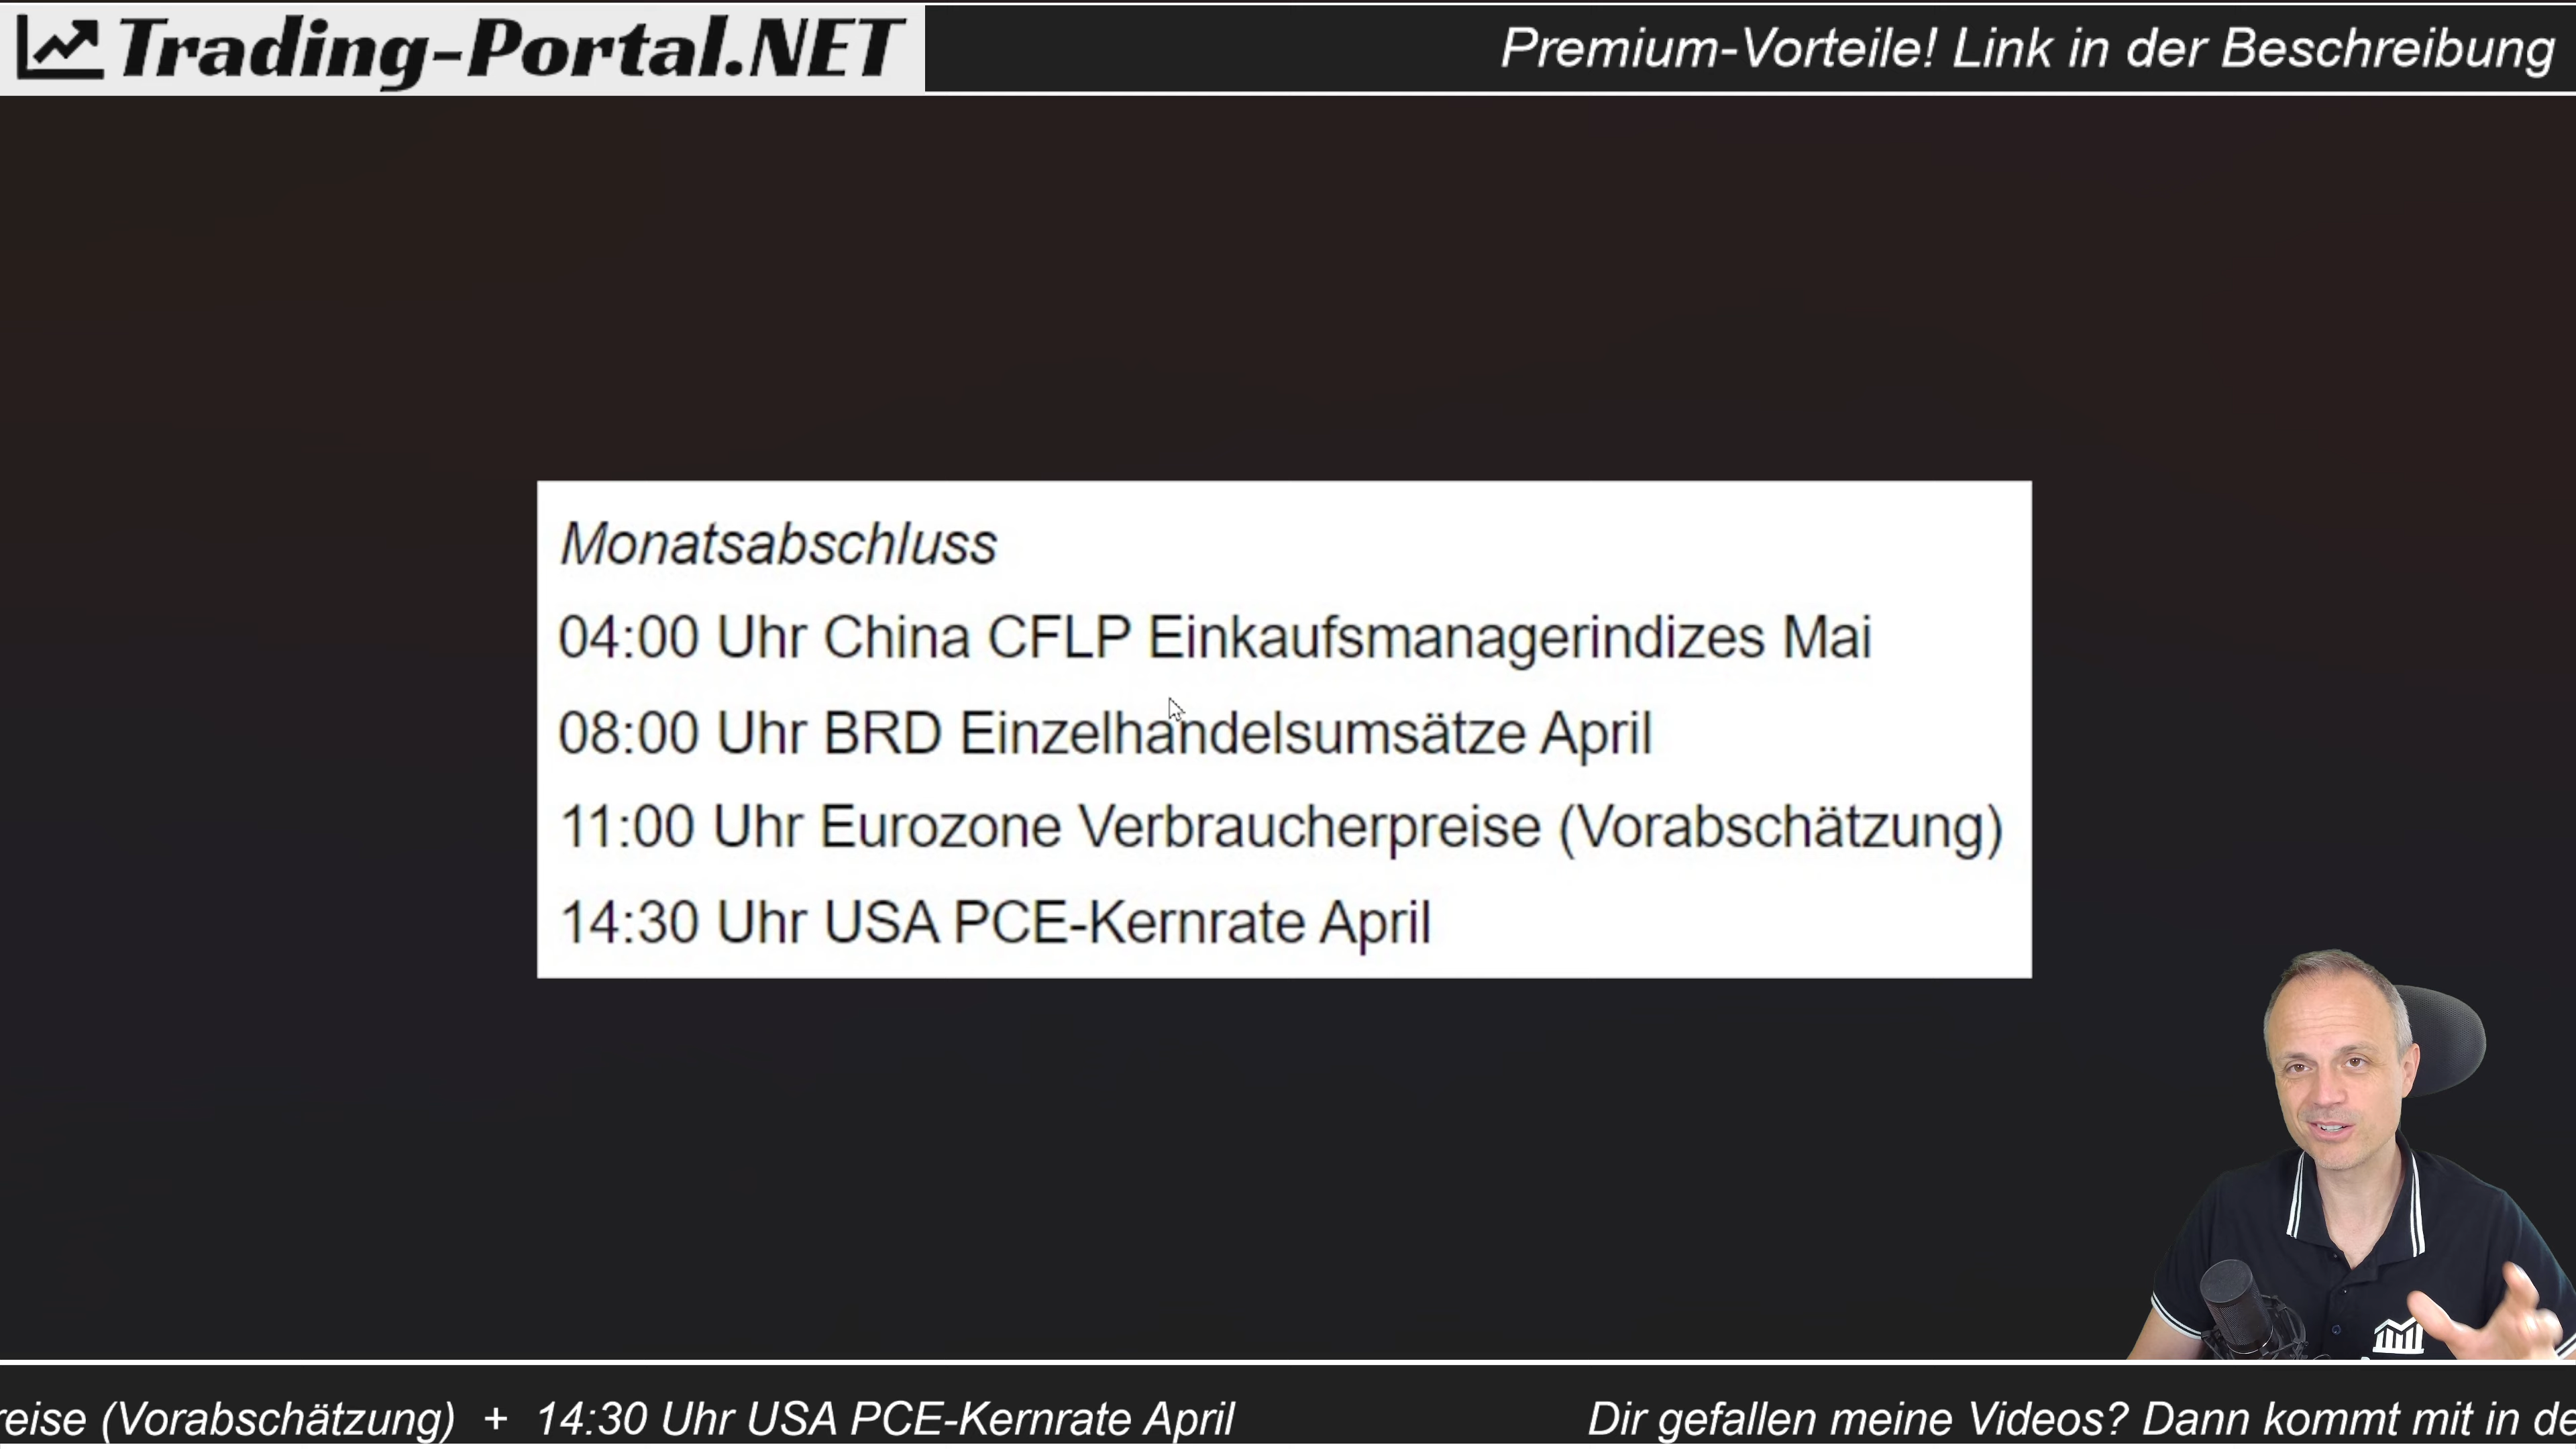 Trading-Portal.NET
Premium-Vorteile! Link in der Beschreibung
Monatsabschluss
04:00 Uhr China CFLP Einkaufsmanagerindizes Mai
08:00 Uhr BRD Einzelhandelsumsätze April
11:00 Uhr Eurozone Verbraucherpreise (Vorabschätzung)
14:30 Uhr USA PCE-Kernrate April
reise (Vorabschätzung) + 14:30 Uhr USA PCE-Kernrate April
Dir gefallen meine Videos? Dann kommt mit in de